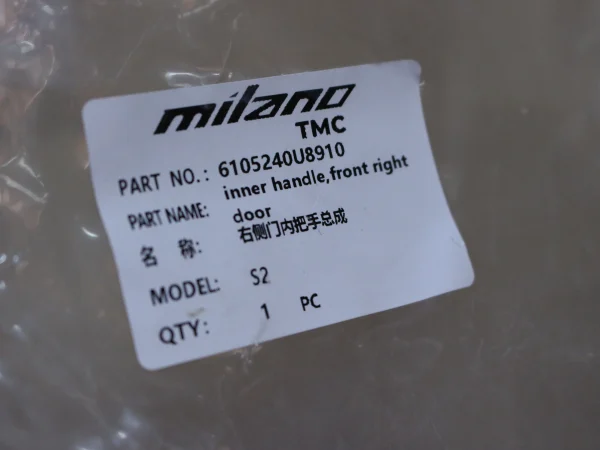 milano
TMC
PART NO.: 6105240U8910
PART NAME: inner handle,front right
door
名 称: 右侧门内把手总成
MODEL: S2
QTY: 1 PC